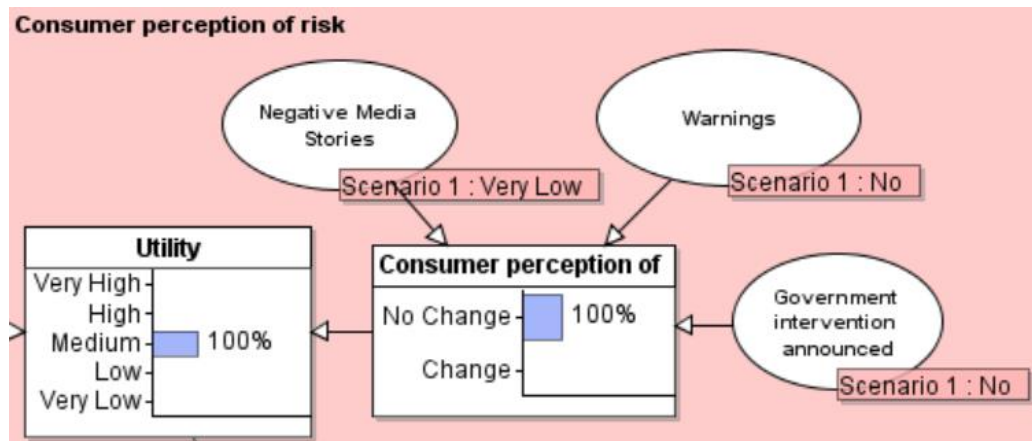 Consumer perception of risk
Negative Media
Stories
Scenario 1 : Very Low
Warnings
Scenario 1 : No
Utility
Very High
High
Medium
100%
Low
Very Low
Consumer perception of
No Change
100%
Change
Government
intervention
announced
Scenario 1 : No